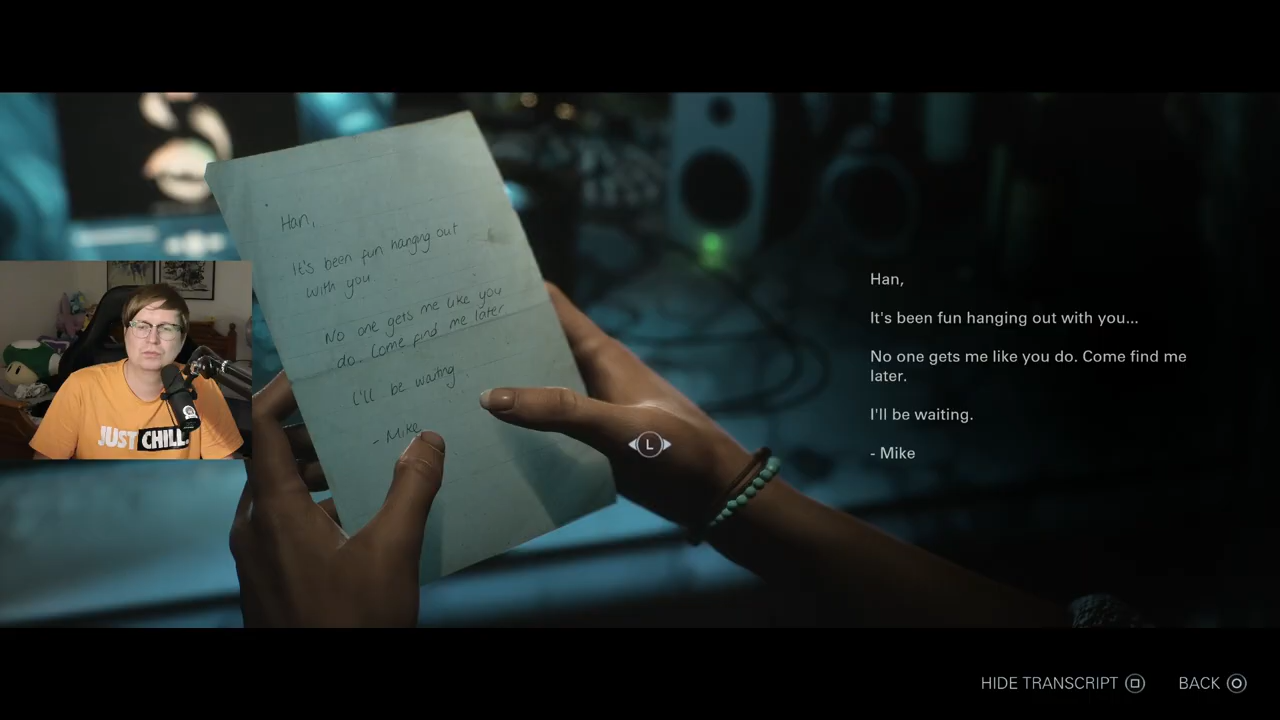 Han,
It's been fun hanging out
with you
No one gets me like you
do. Come find me later.
I'll be waiting
- Mike
JUST CHILL.
Han,
It's been fun hanging out with you...
No one gets me like you do. Come find me
later.
I'll be waiting.
- Mike
L
HIDE TRANSCRIPT
BACK